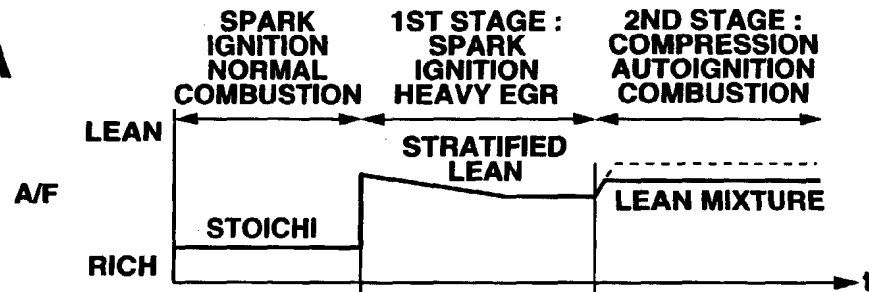 A
SPARK
IGNITION
NORMAL
COMBUSTION
1ST STAGE :
SPARK
IGNITION
HEAVY EGR
2ND STAGE :
COMPRESSION
AUTOIGNITION
COMBUSTION
LEAN
STRATIFIED
LEAN
A/F
LEAN MIXTURE
STOICHI
RICH
t